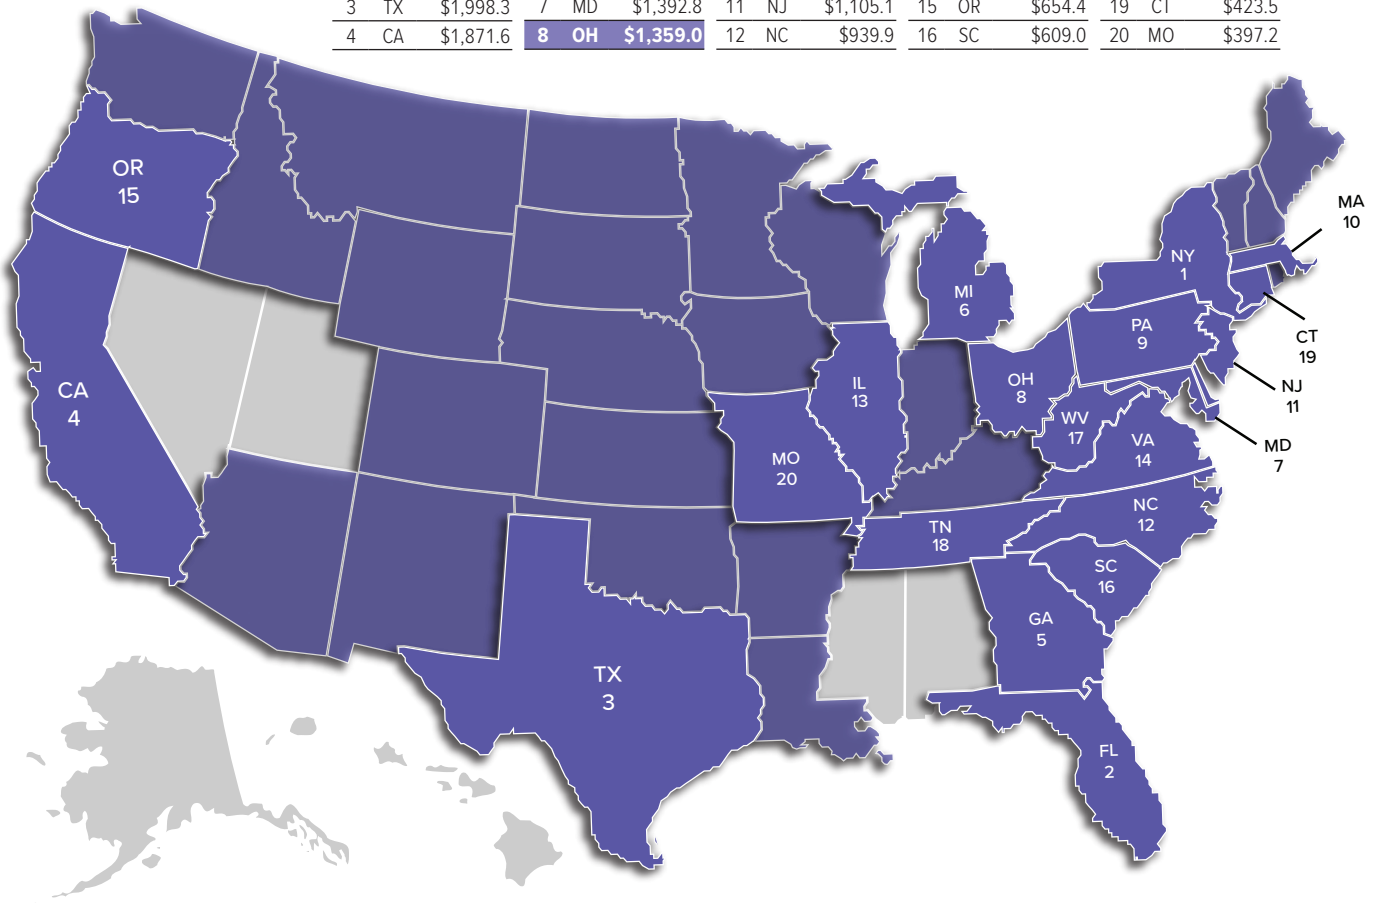 3 TX $1,998.3 7 MD $1,392.8 11 NJ $1,105.1 15 OR $654.4 19 CT $423.5
4 CA $1,871.6 8 OH $1,359.0 12 NC $939.9 16 SC $609.0 20 MO $397.2
OR
15
MA
10
NY
1
MI
6
PA
9
CT
19
CA
4
IL
13
OH
8
NJ
11
WV
17
VA
14
MD
7
MO
20
NC
12
TN
18
SC
16
GA
5
TX
3
FL
2